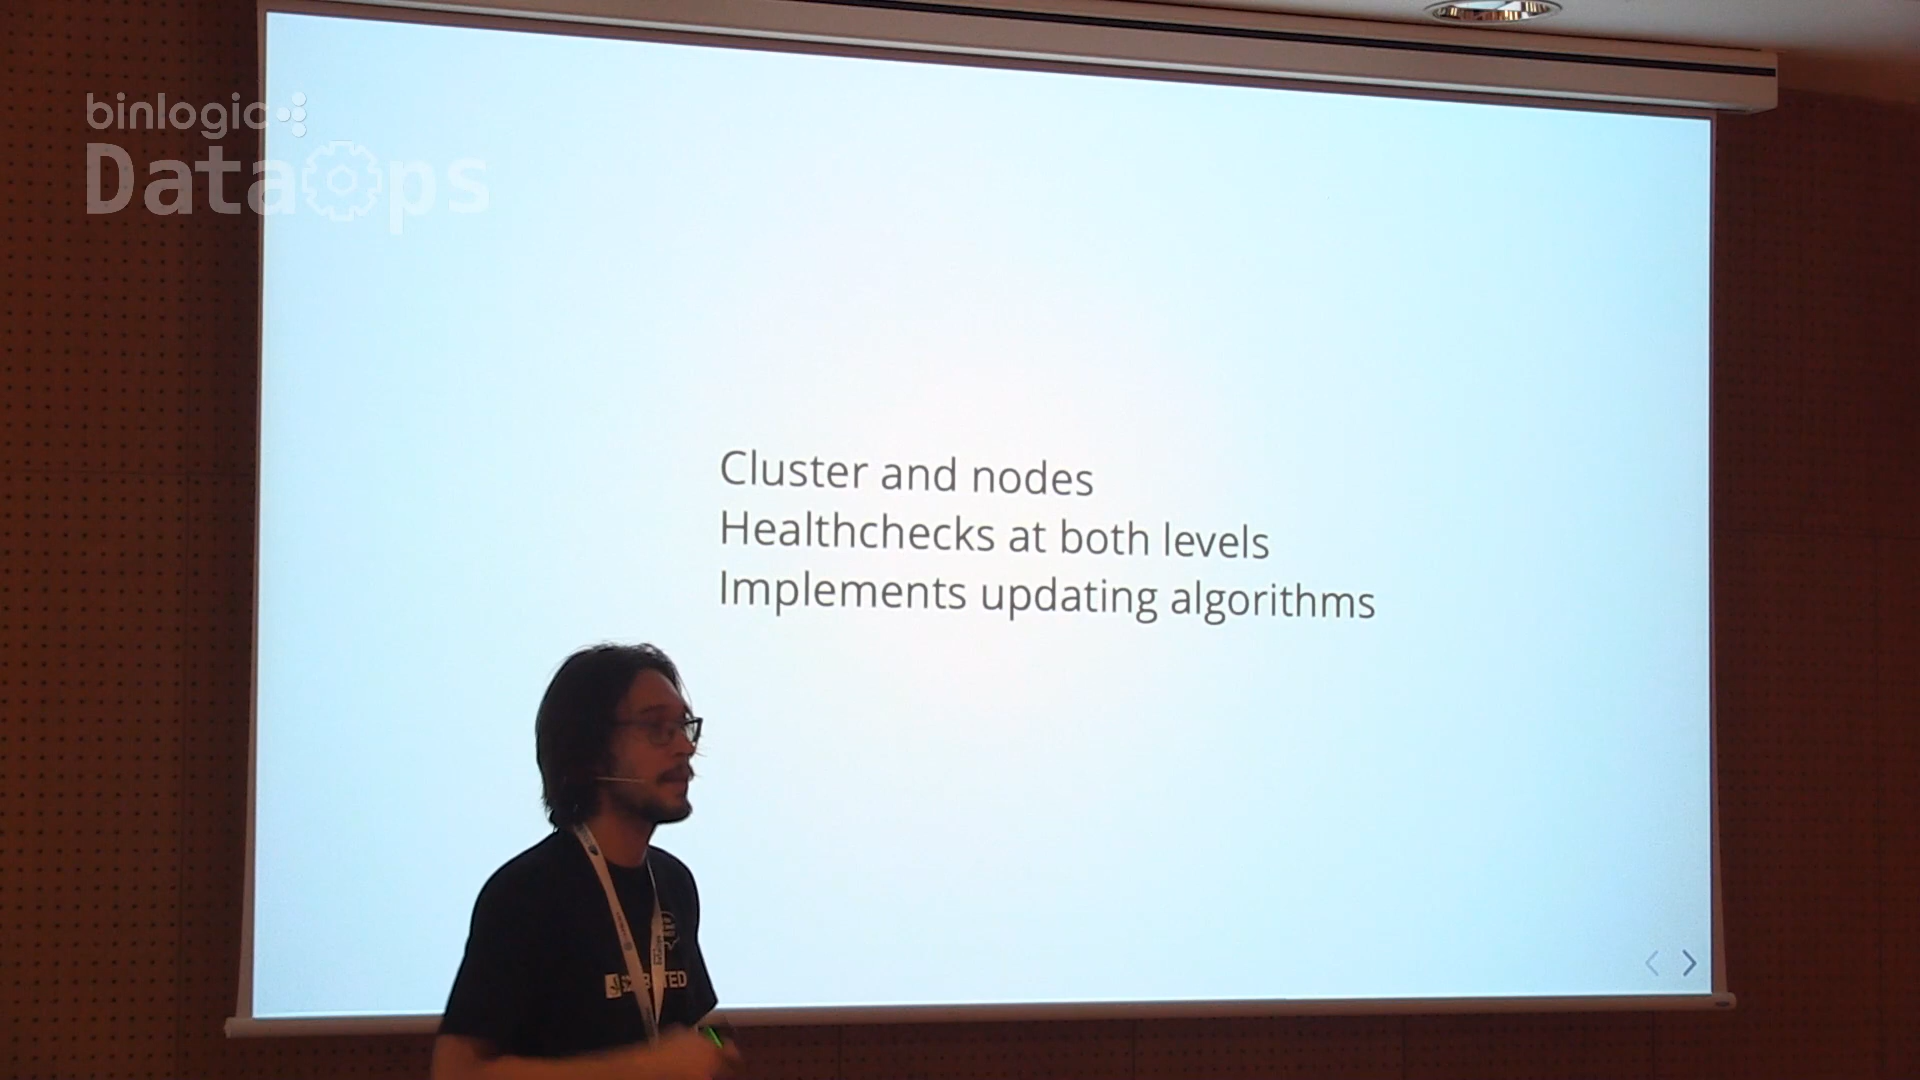 binlogic
DataOps
Cluster and nodes
Healthchecks at both levels
Implements updating algorithms